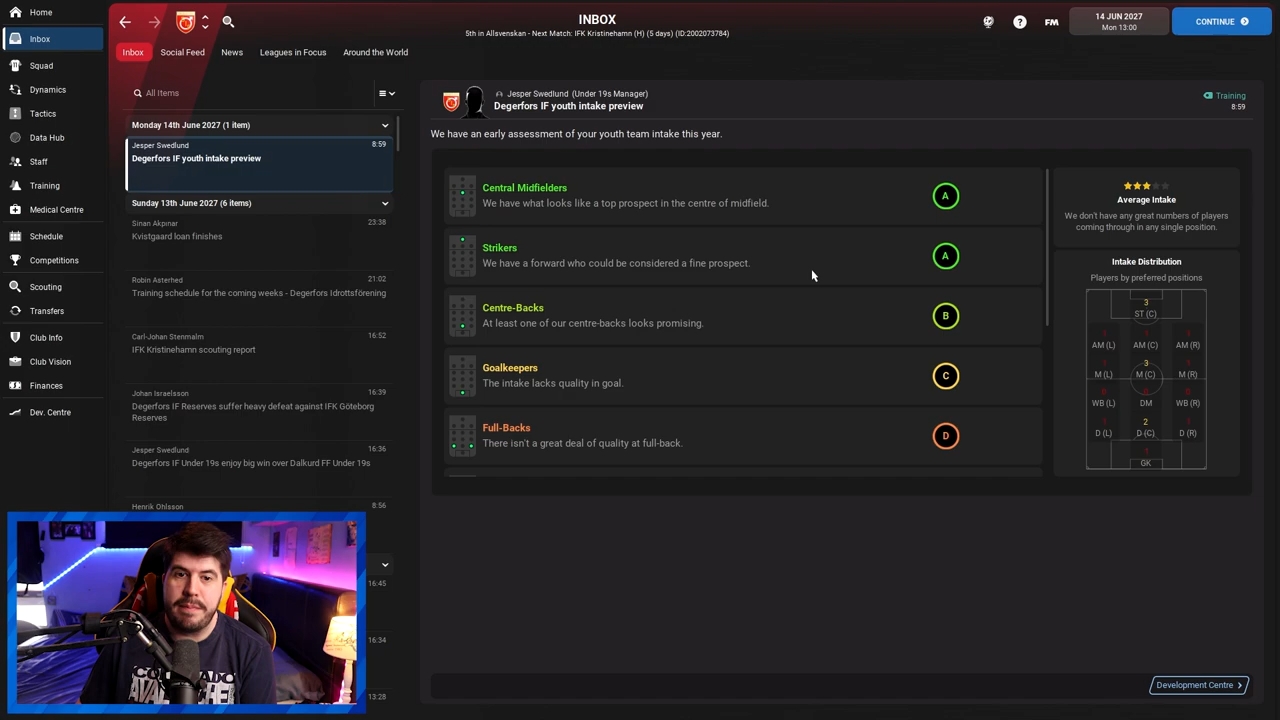 Home
Inbox
Squad
Dynamics
Tactics
Data Hub
Staff
Training
Medical Centre
Schedule
Competitions
Scouting
Transfers
Club Info
Club Vision
Finances
Dev. Centre
INBOX
5th in Allsvenskan - Next Match: IFK Kristinehamn (H) (5 days) (ID:2002073784)
FM
14 JUN 2027
Mon 13:00
CONTINUE
Inbox
Social Feed
News
Leagues in Focus
Around the World
All Items
Monday 14th June 2027 (1 item)
Jesper Swedlund 8:59
Degerfors IF youth intake preview
Sunday 13th June 2027 (6 items)
Sinan Akpınar 23:38
Kvistgaard loan finishes
Robin Asterhed 21:02
Training schedule for the coming weeks - Degerfors Idrottsförening
Carl-Johan Stenmalm 16:52
IFK Kristinehamn scouting report
Johan Israelsson 16:39
Degerfors IF Reserves suffer heavy defeat against IFK Göteborg
Reserves
Jesper Swedlund 16:36
Degerfors IF Under 19s enjoy big win over Dalkurd FF Under 19s
Henrik Ohlsson 8:56
16:45
16:34
13:28
Jesper Swedlund (Under 19s Manager)
Degerfors IF youth intake preview
Training
8:59
We have an early assessment of your youth team intake this year.
Central Midfielders
We have what looks like a top prospect in the centre of midfield.
A
Strikers
We have a forward who could be considered a fine prospect.
A
Centre-Backs
At least one of our centre-backs looks promising.
B
Goalkeepers
The intake lacks quality in goal.
C
Full-Backs
There isn't a great deal of quality at full-back.
D
Average Intake
We don't have any great numbers of players
coming through in any single position.
Intake Distribution
Players by preferred positions
3
ST (C)
AM (L) AM (C) AM (R)
3
M (L) M (C) M (R)
WB (L) DM WB (R)
2
D (L) D (C) D (R)
GK
Development Centre